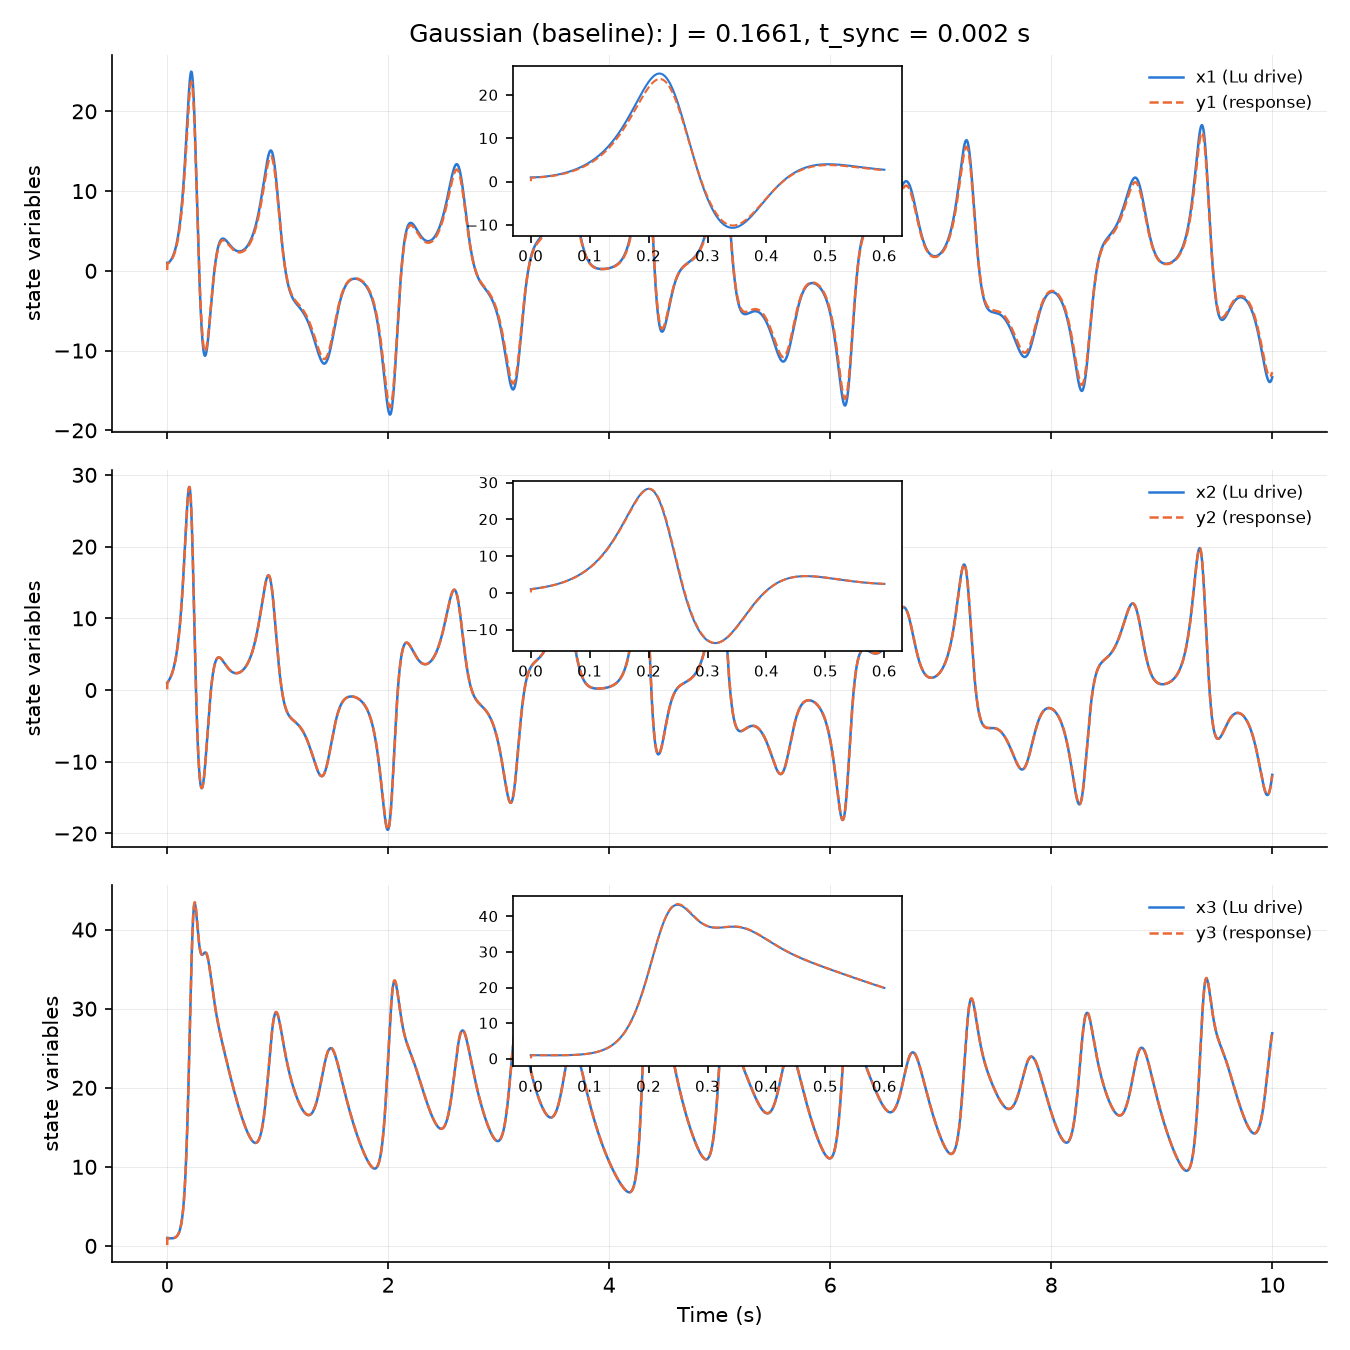 Gaussian (baseline): J = 0.1661, t_sync = 0.002 s
x1 (Lu drive)
y1 (response)
state variables
20
10
0
−10
−20
20
10
0
−10
0.0 0.1 0.2 0.3 0.4 0.5 0.6
x2 (Lu drive)
y2 (response)
state variables
30
20
10
0
−10
−20
30
20
10
0
−10
0.0 0.1 0.2 0.3 0.4 0.5 0.6
x3 (Lu drive)
y3 (response)
state variables
40
30
20
10
0
40
30
20
10
0
0.0 0.1 0.2 0.3 0.4 0.5 0.6
0 2 4 6 8 10
Time (s)